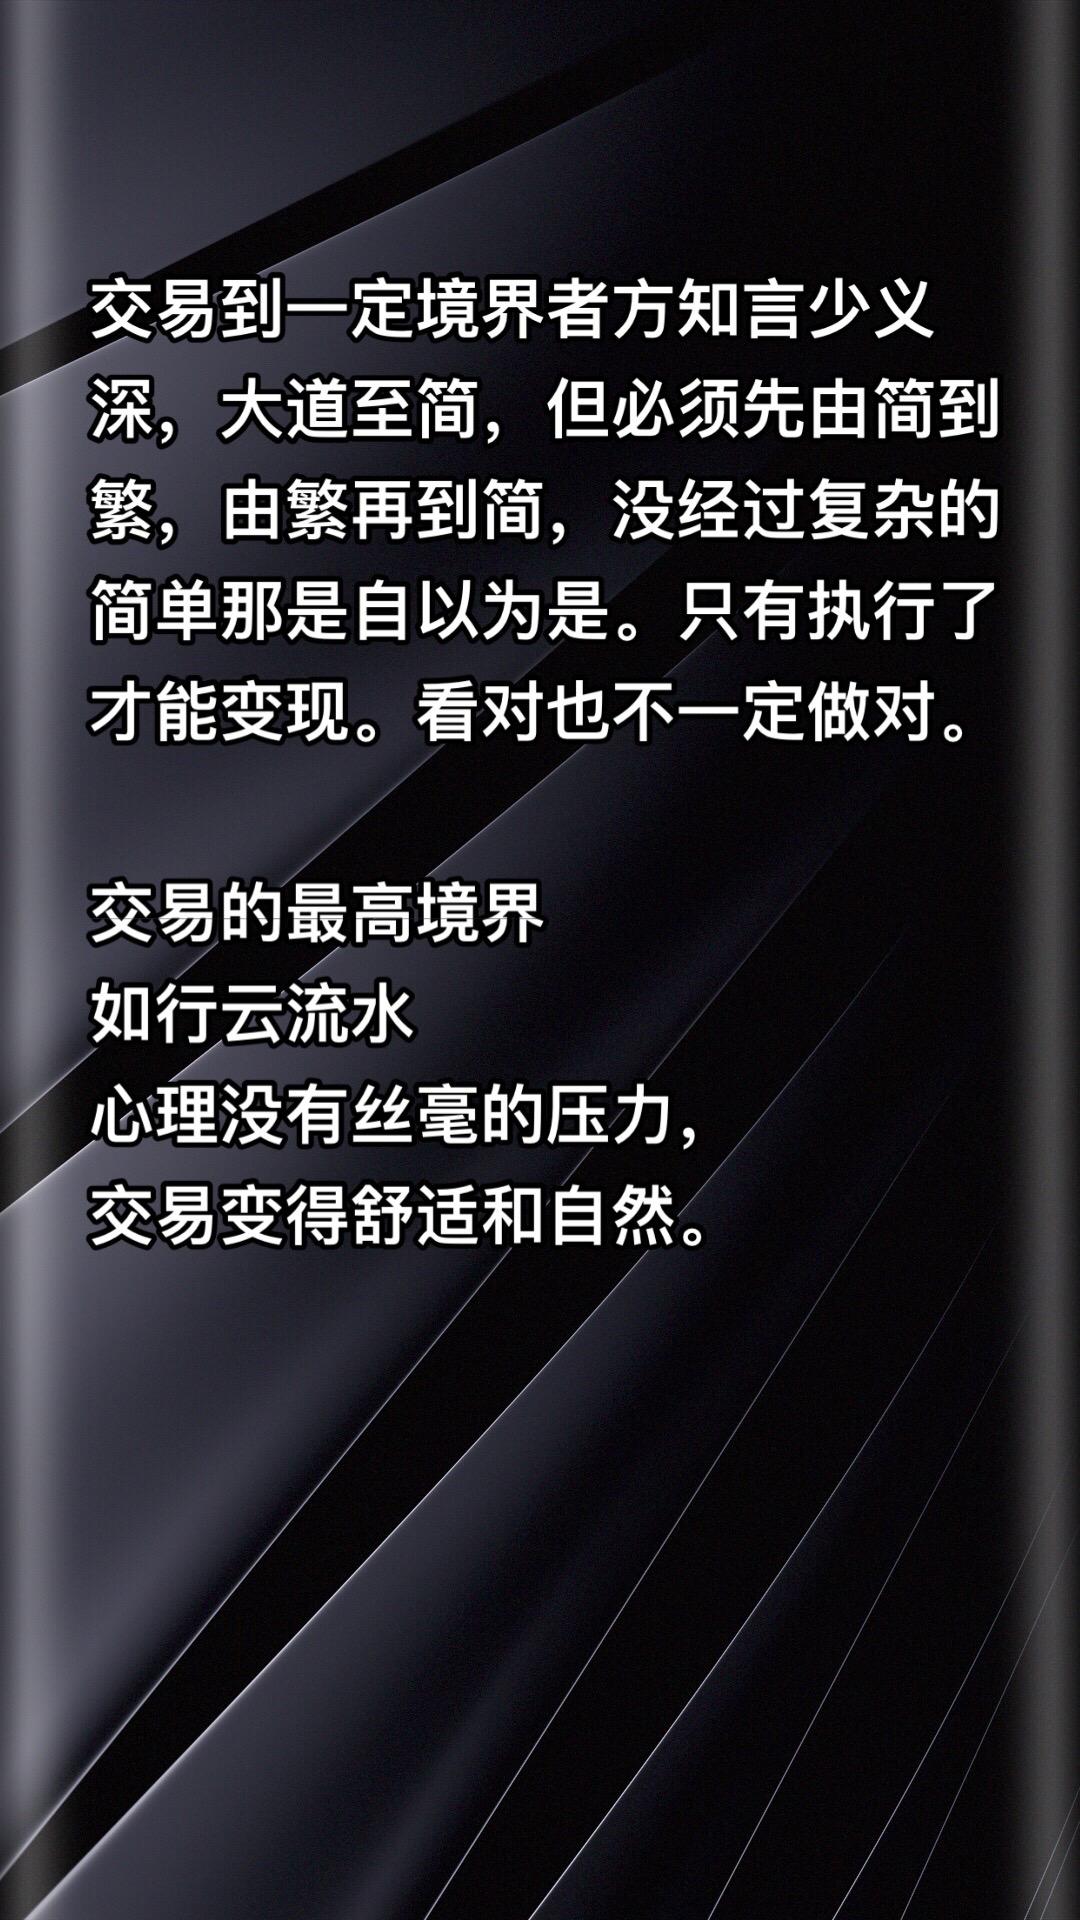 交易到一定境界者方知言少义
深，大道至简，但必须先由简到
繁，由繁再到简，没经过复杂的
简单那是自以为是。只有执行了
才能变现。看对也不一定做对。
交易的最高境界
如行云流水
心理没有丝毫的压力，
交易变得舒适和自然。